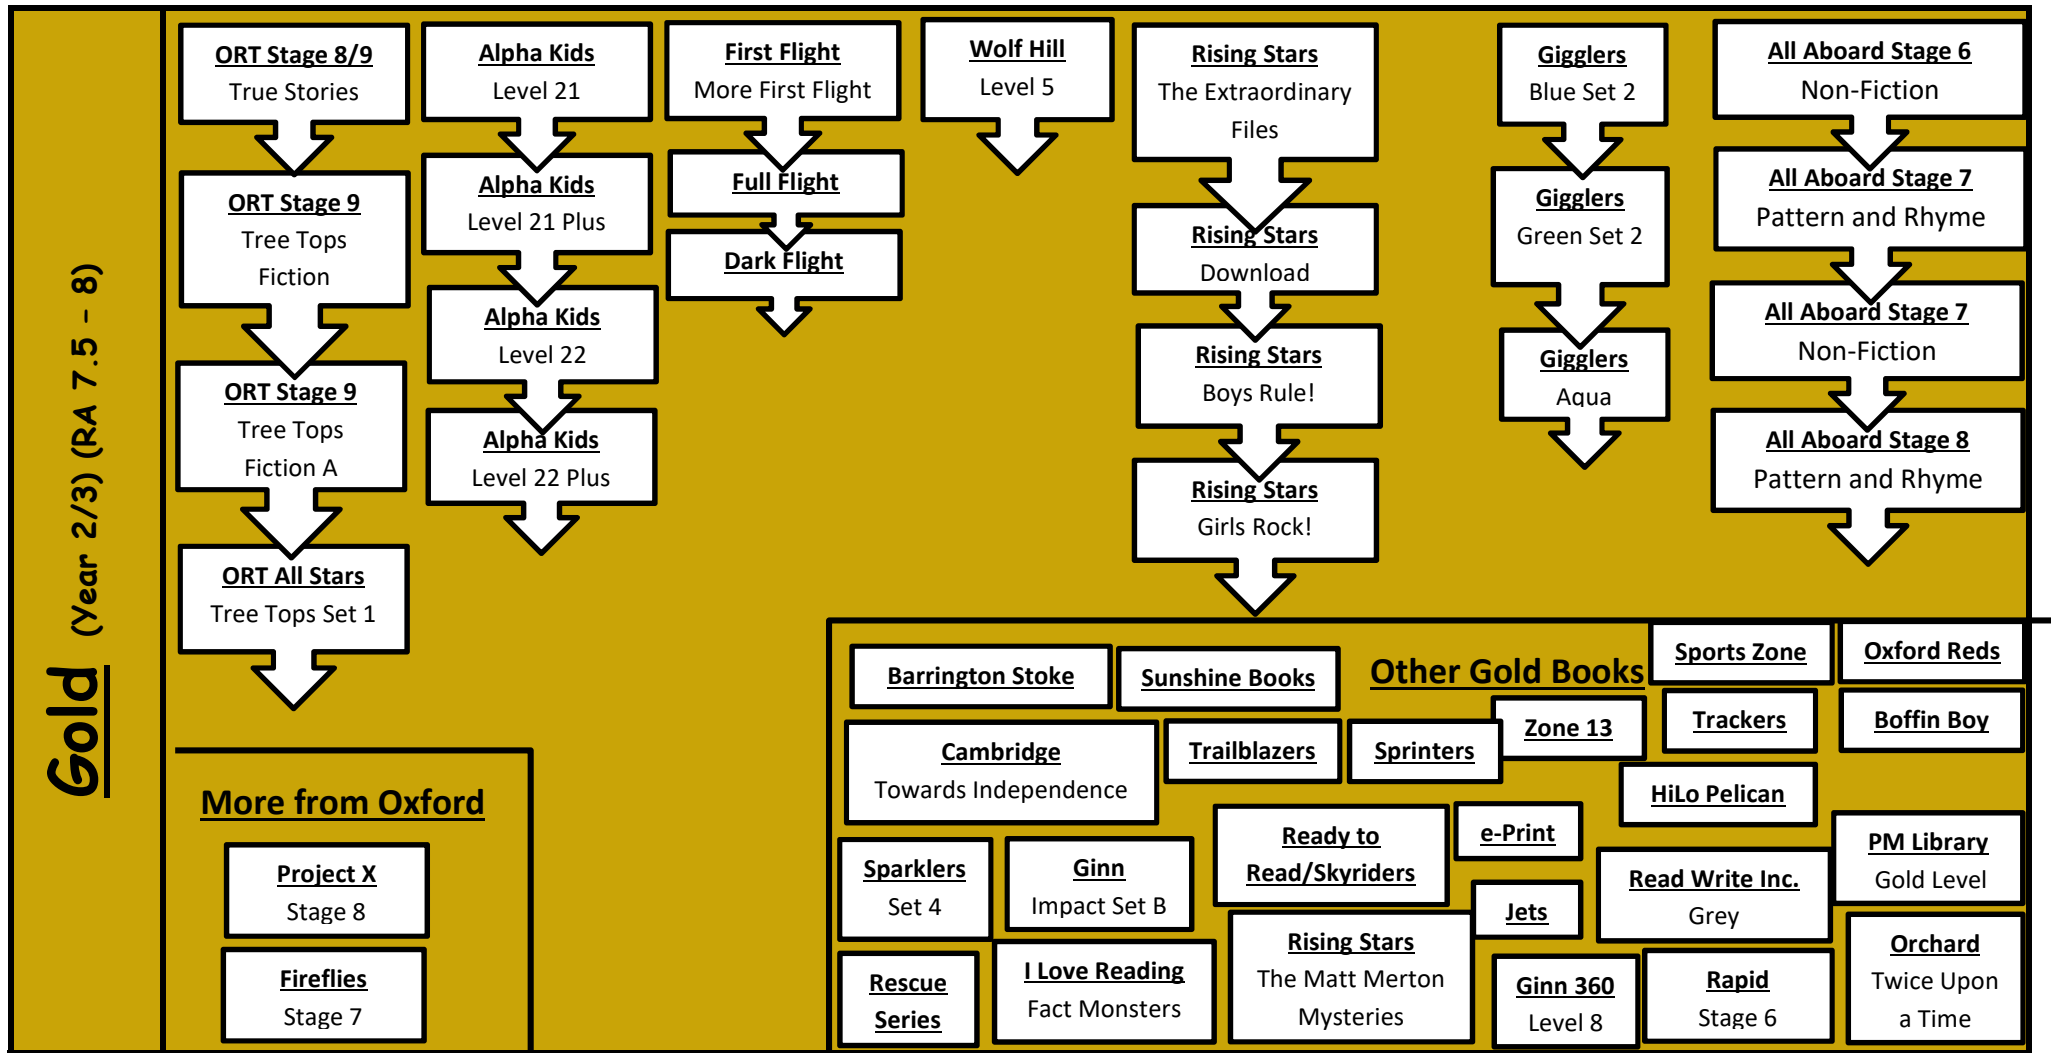 Gold (Year 2/3) (RA 7.5 – 8)
ORT Stage 8/9
True Stories
ORT Stage 9
Tree Tops
Fiction
ORT Stage 9
Tree Tops
Fiction A
ORT All Stars
Tree Tops Set 1
Alpha Kids
Level 21
Alpha Kids
Level 21 Plus
Alpha Kids
Level 22
Alpha Kids
Level 22 Plus
First Flight
More First Flight
Full Flight
Dark Flight
Wolf Hill
Level 5
Rising Stars
The Extraordinary
Files
Rising Stars
Download
Rising Stars
Boys Rule!
Rising Stars
Girls Rock!
Gigglers
Blue Set 2
Gigglers
Green Set 2
Gigglers
Aqua
All Aboard Stage 6
Non-Fiction
All Aboard Stage 7
Pattern and Rhyme
All Aboard Stage 7
Non-Fiction
All Aboard Stage 8
Pattern and Rhyme
More from Oxford
Project X
Stage 8
Fireflies
Stage 7
Other Gold Books
Barrington Stoke
Sunshine Books
Sports Zone
Oxford Reds
Cambridge
Towards Independence
Trailblazers
Sprinters
Zone 13
Trackers
Boffin Boy
HiLo Pelican
Sparklers
Set 4
Ginn
Impact Set B
Ready to
Read/Skyriders
e-Print
Jets
Read Write Inc.
Grey
PM Library
Gold Level
Rescue
Series
I Love Reading
Fact Monsters
Rising Stars
The Matt Merton
Mysteries
Ginn 360
Level 8
Rapid
Stage 6
Orchard
Twice Upon
a Time